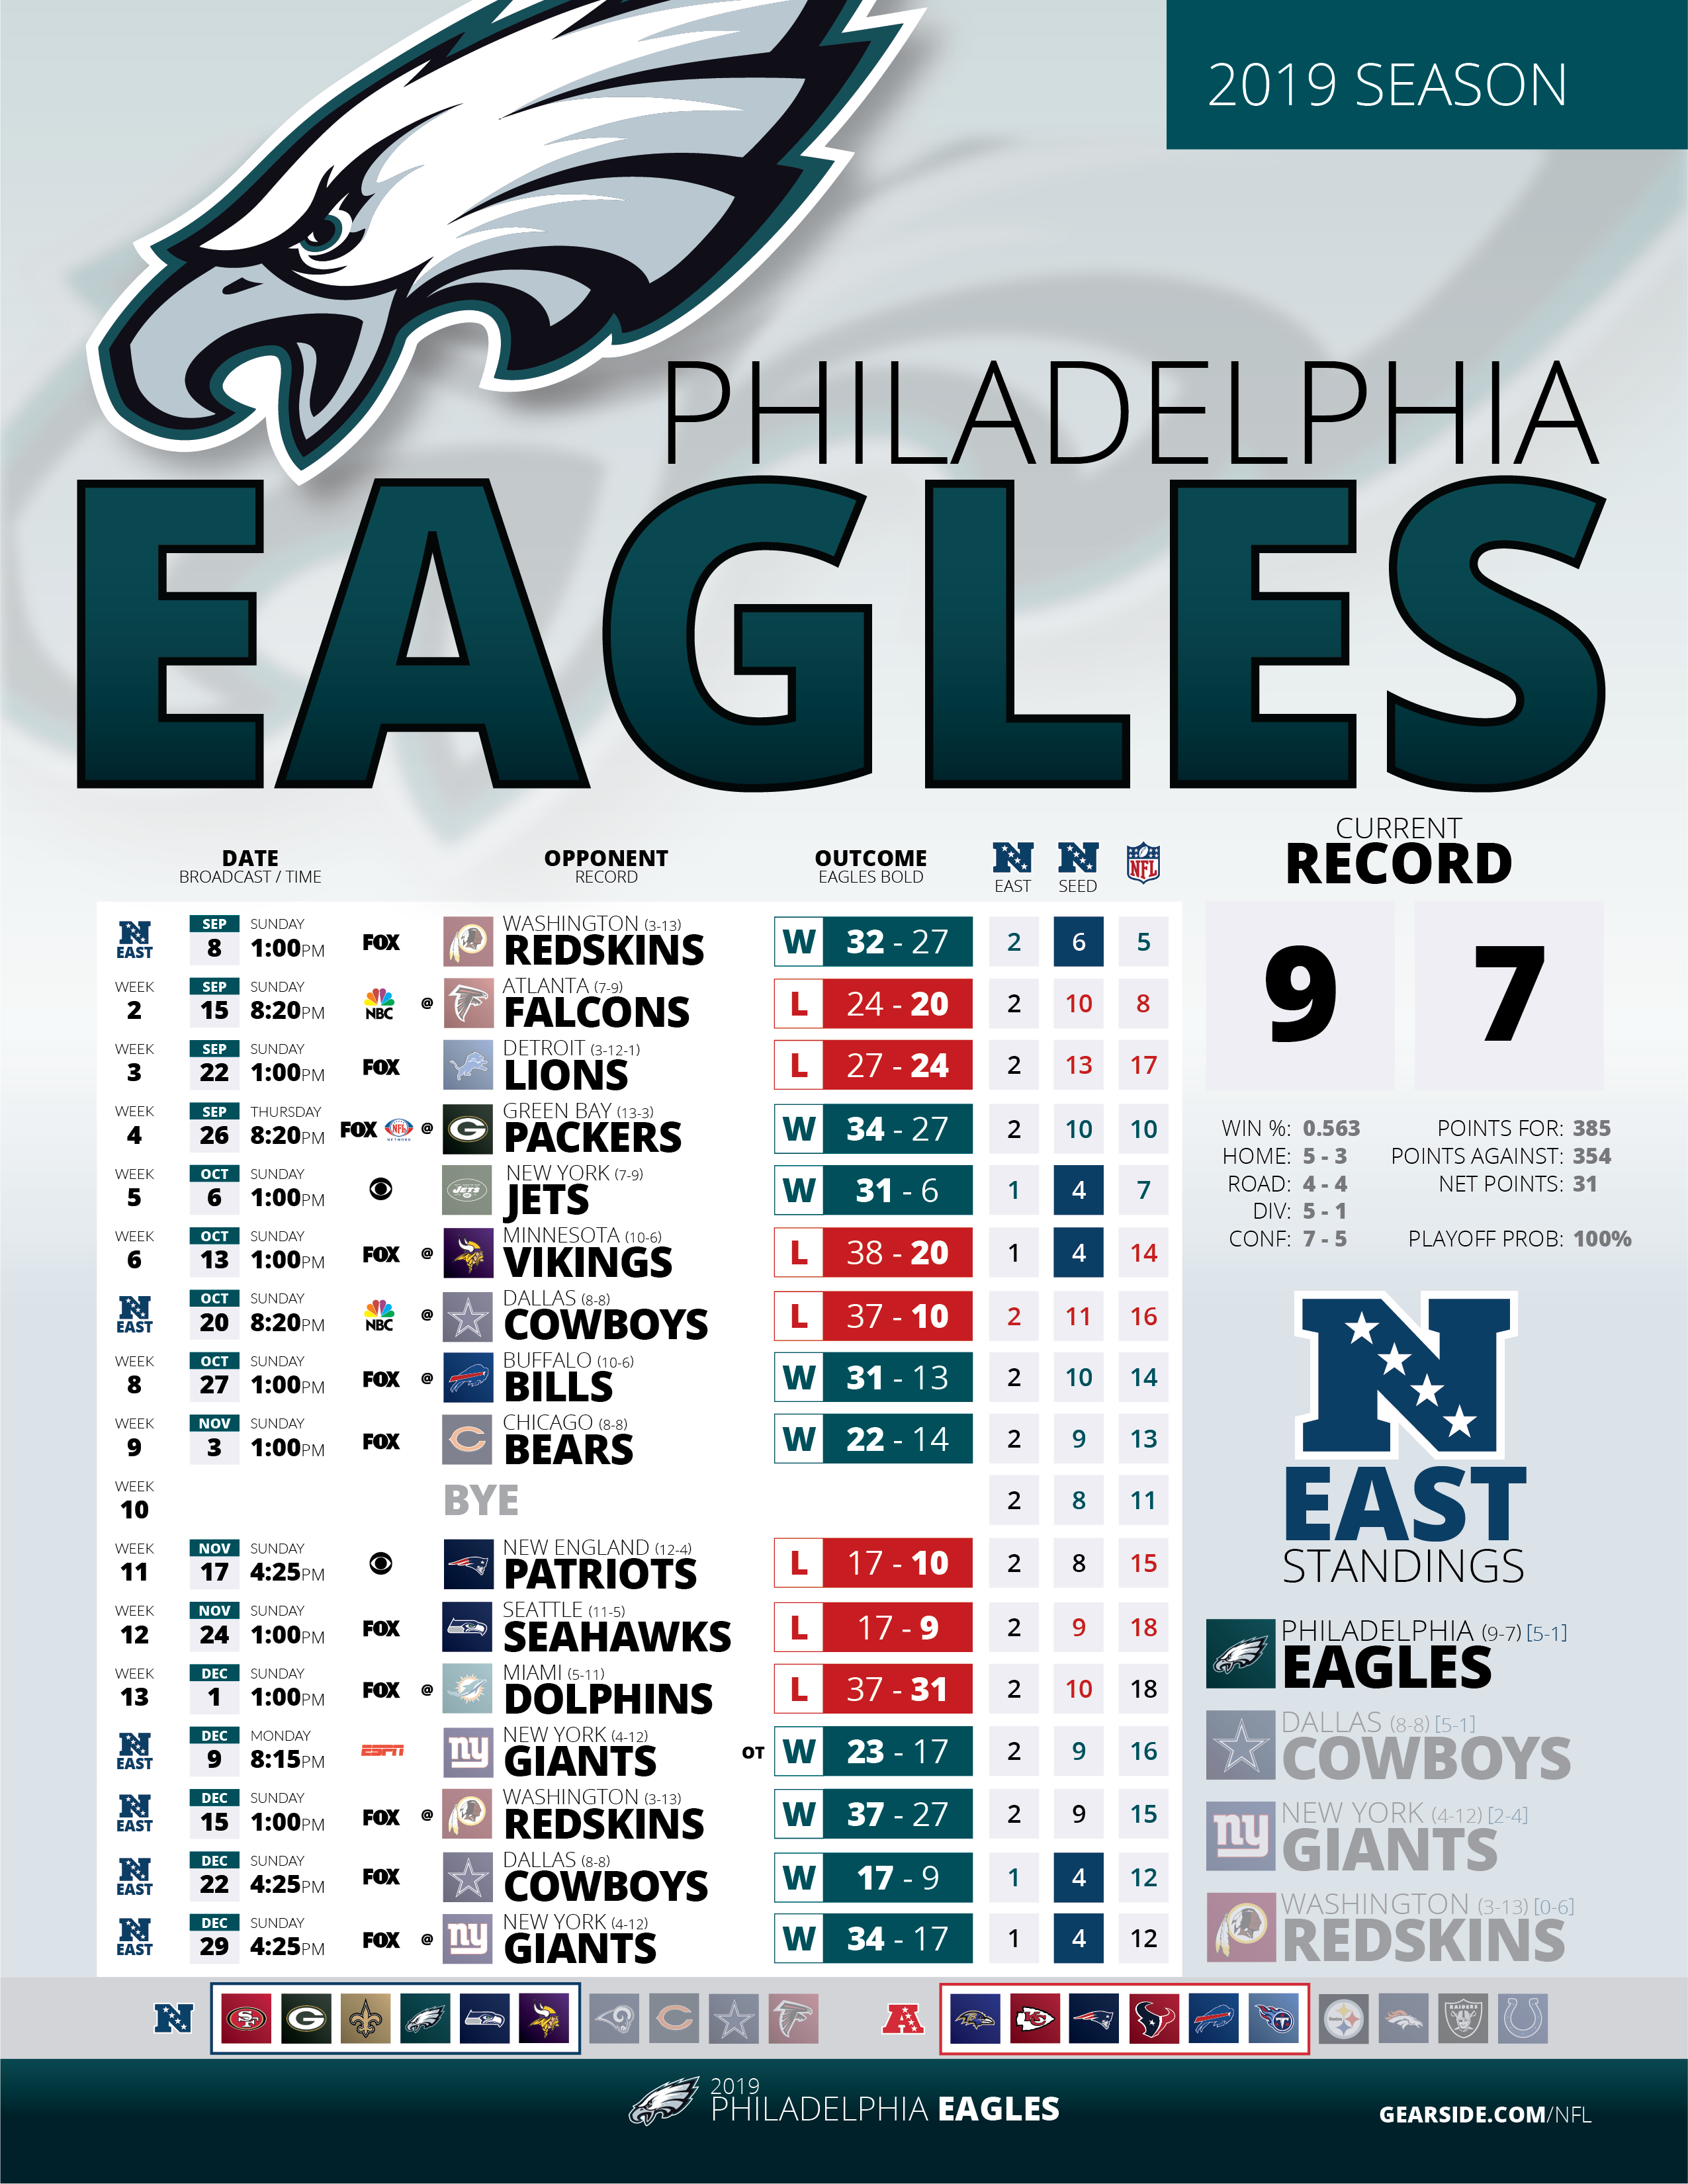 2019 SEASON
PHILADELPHIA
EAGLES
DATE
BROADCAST / TIME
OPPONENT
RECORD
OUTCOME
EAGLES BOLD
N EAST
N SEED
NFL
N EAST SEP 8 SUNDAY 1:00PM FOX WASHINGTON (3-13) REDSKINS W 32 - 27 2 6 5
WEEK 2 SEP 15 SUNDAY 8:20PM NBC @ ATLANTA (7-9) FALCONS L 24 - 20 2 10 8
WEEK 3 SEP 22 SUNDAY 1:00PM FOX DETROIT (3-12-1) LIONS L 27 - 24 2 13 17
WEEK 4 SEP 26 THURSDAY 8:20PM FOX NFL NETWORK @ G GREEN BAY (13-3) PACKERS W 34 - 27 2 10 10
WEEK 5 OCT 6 SUNDAY 1:00PM JETS NEW YORK (7-9) JETS W 31 - 6 1 4 7
WEEK 6 OCT 13 SUNDAY 1:00PM FOX @ MINNESOTA (10-6) VIKINGS L 38 - 20 1 4 14
N EAST OCT 20 SUNDAY 8:20PM NBC @ DALLAS (8-8) COWBOYS L 37 - 10 2 11 16
WEEK 8 OCT 27 SUNDAY 1:00PM FOX @ BUFFALO (10-6) BILLS W 31 - 13 2 10 14
WEEK 9 NOV 3 SUNDAY 1:00PM FOX C CHICAGO (8-8) BEARS W 22 - 14 2 9 13
WEEK 10 BYE 2 8 11
WEEK 11 NOV 17 SUNDAY 4:25PM NEW ENGLAND (12-4) PATRIOTS L 17 - 10 2 8 15
WEEK 12 NOV 24 SUNDAY 1:00PM FOX SEATTLE (11-5) SEAHAWKS L 17 - 9 2 9 18
WEEK 13 DEC 1 SUNDAY 1:00PM FOX @ MIAMI (5-11) DOLPHINS L 37 - 31 2 10 18
N EAST DEC 9 MONDAY 8:15PM ESPN ny NEW YORK (4-12) GIANTS OT W 23 - 17 2 9 16
N EAST DEC 15 SUNDAY 1:00PM FOX @ WASHINGTON (3-13) REDSKINS W 37 - 27 2 9 15
N EAST DEC 22 SUNDAY 4:25PM FOX DALLAS (8-8) COWBOYS W 17 - 9 1 4 12
N EAST DEC 29 SUNDAY 4:25PM FOX @ ny NEW YORK (4-12) GIANTS W 34 - 17 1 4 12
CURRENT
RECORD
9 7
WIN %: 0.563
HOME: 5 - 3
ROAD: 4 - 4
DIV: 5 - 1
CONF: 7 - 5
POINTS FOR: 385
POINTS AGAINST: 354
NET POINTS: 31
PLAYOFF PROB: 100%
N
EAST
STANDINGS
PHILADELPHIA (9-7) [5-1]
EAGLES
DALLAS (8-8) [5-1]
COWBOYS
ny NEW YORK (4-12) [2-4]
GIANTS
WASHINGTON (3-13) [0-6]
REDSKINS
N SF G C A KC T Steelers RAIDERS
2019
PHILADELPHIA EAGLES
GEARSIDE.COM/NFL